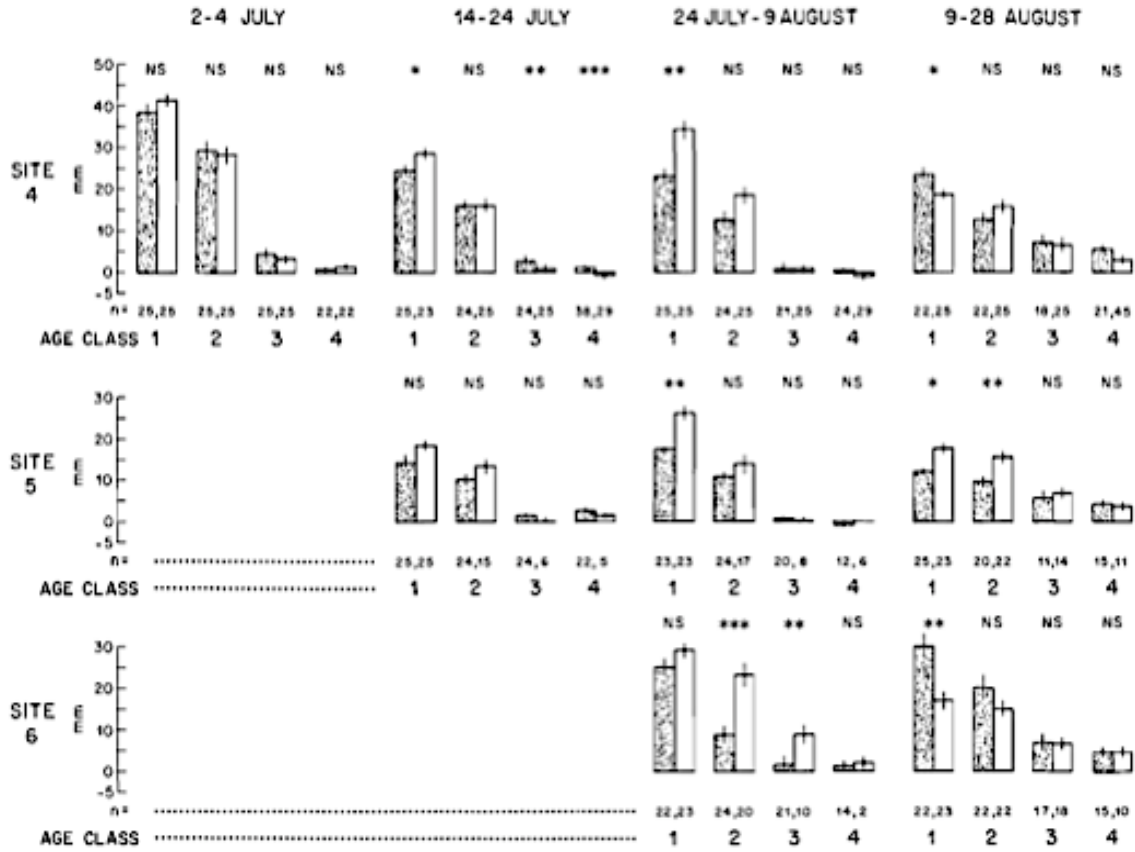 2-4 JULY 14-24 JULY 24 JULY-9 AUGUST 9-28 AUGUST
NS NS NS NS * NS ** *** ** NS NS NS * NS NS NS
50
40
30
SITE 4 mm
20
10
0
-5
n= 25,25 25,25 25,25 22,22 25,23 24,25 24,25 38,29 25,25 24,25 21,25 24,29 22,25 22,25 18,25 21,45
AGE CLASS 1 2 3 4 1 2 3 4 1 2 3 4 1 2 3 4
NS NS NS NS ** NS NS NS * ** NS NS
30
20
SITE 5 mm
10
0
-5
n= 25,25 24,15 24,6 22,5 23,23 24,17 20,8 12,6 25,23 20,22 11,14 15,11
AGE CLASS 1 2 3 4 1 2 3 4 1 2 3 4
NS *** ** NS ** NS NS NS
30
20
SITE 6 mm
10
0
-5
n= 22,23 24,20 21,10 14,2 22,23 22,22 17,18 15,10
AGE CLASS 1 2 3 4 1 2 3 4